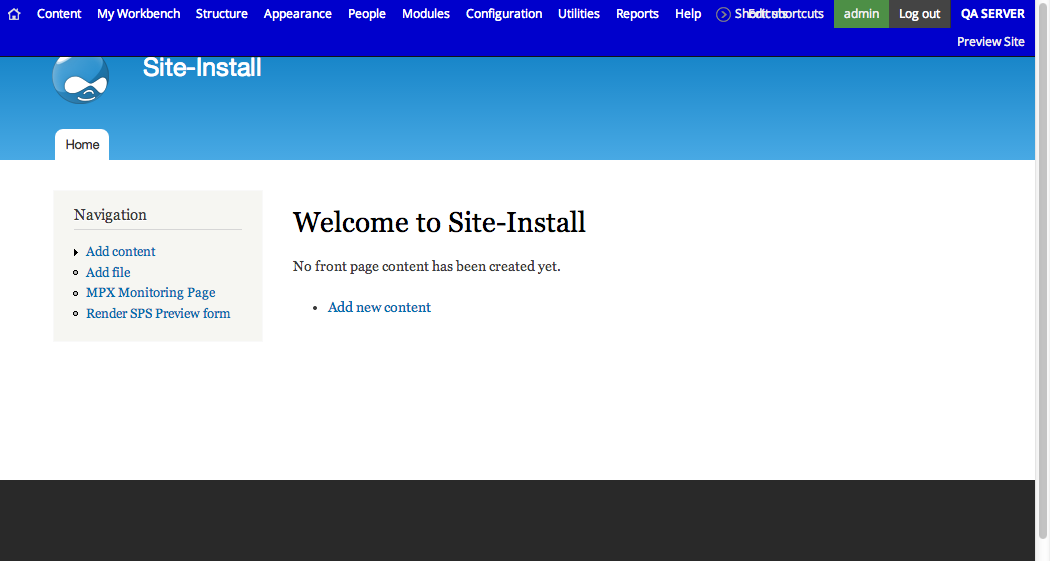 Content My Workbench Structure Appearance People Modules Configuration Utilities Reports Help Shortcuts Edit shortcuts admin Log out QA SERVER
Preview Site
Site-Install
Home
Navigation
Add content
Add file
MPX Monitoring Page
Render SPS Preview form
Welcome to Site-Install
No front page content has been created yet.
Add new content